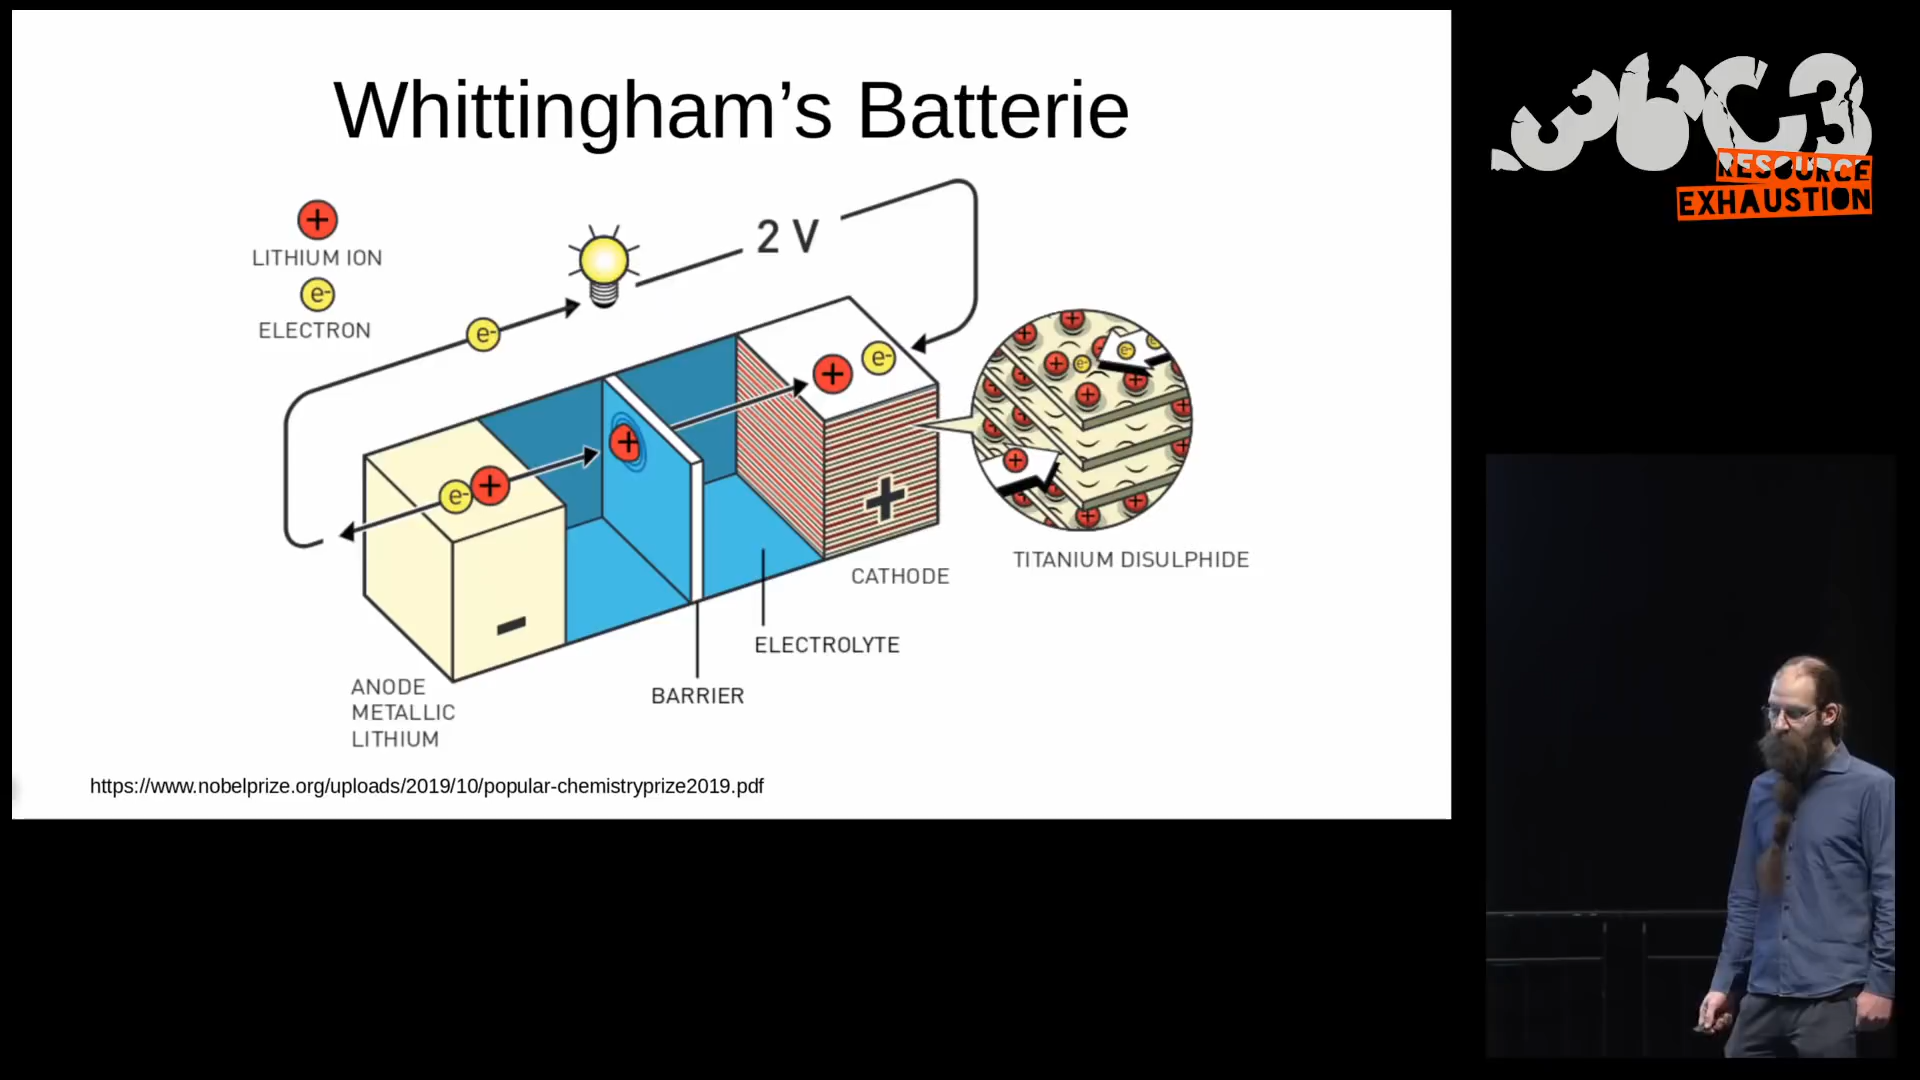 Whittingham's Batterie
+
LITHIUM ION
e-
ELECTRON
2 V
e-
+
e-
+
e-
+
+
-
TITANIUM DISULPHIDE
CATHODE
ELECTROLYTE
BARRIER
ANODE
METALLIC
LITHIUM
https://www.nobelprize.org/uploads/2019/10/popular-chemistryprize2019.pdf
36C3
RESOURCE
EXHAUSTION